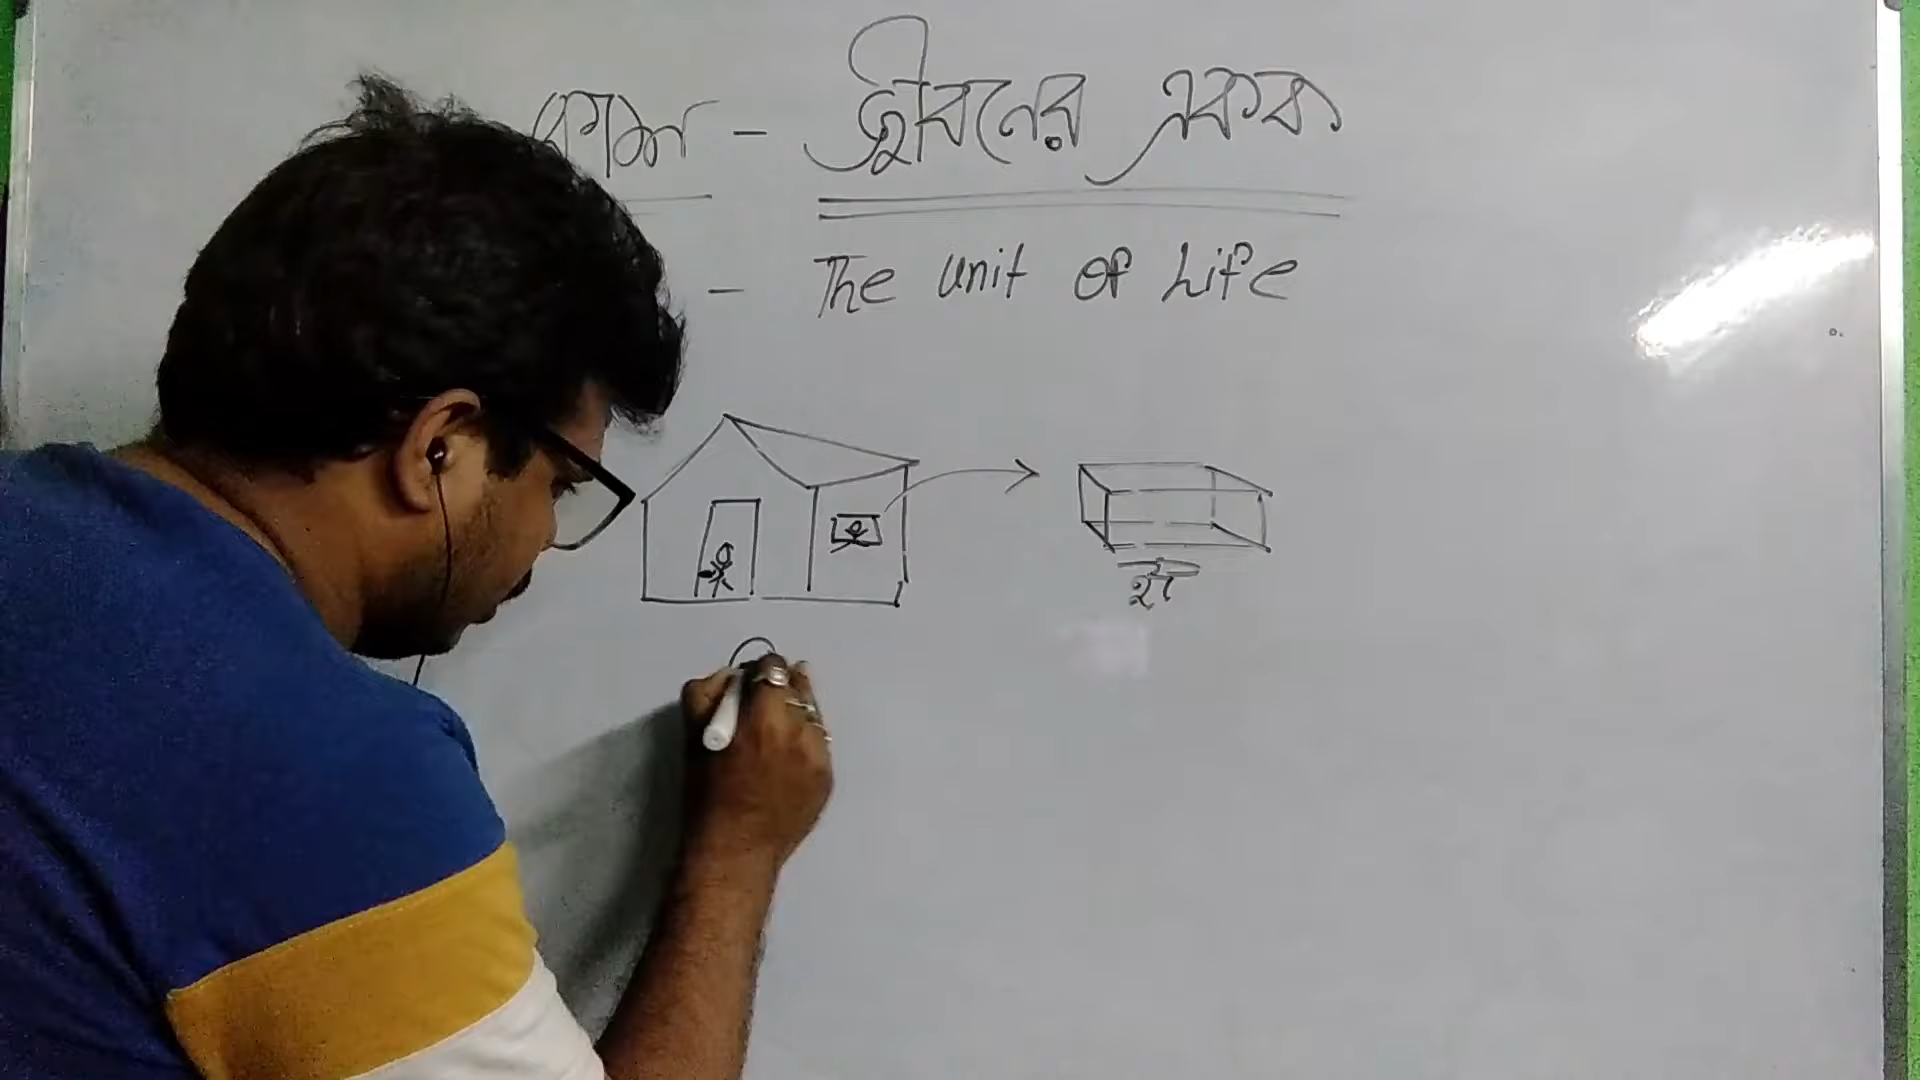 কোষ - জীবনের একক
- The unit of Life
ইট